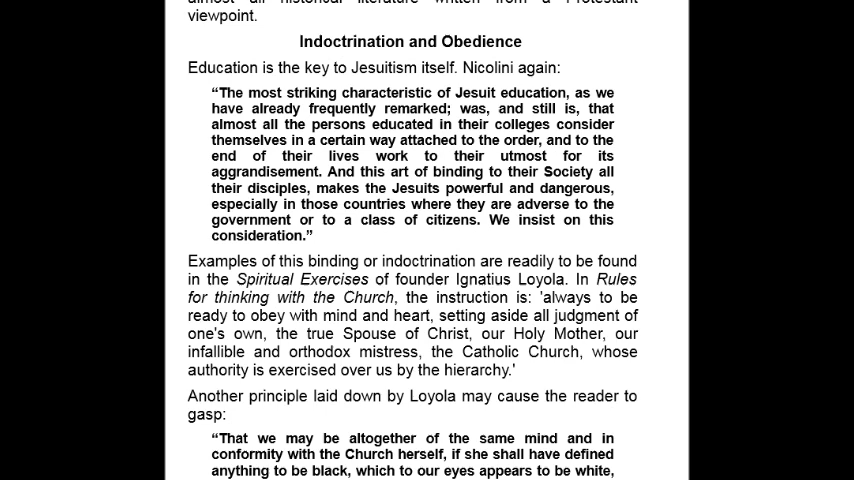 almost all historical literature written from a Protestant
viewpoint.
Indoctrination and Obedience
Education is the key to Jesuitism itself. Nicolini again:
“The most striking characteristic of Jesuit education, as we
have already frequently remarked; was, and still is, that
almost all the persons educated in their colleges consider
themselves in a certain way attached to the order, and to the
end of their lives work to their utmost for its
aggrandisement. And this art of binding to their Society all
their disciples, makes the Jesuits powerful and dangerous,
especially in those countries where they are adverse to the
government or to a class of citizens. We insist on this
consideration.”
Examples of this binding or indoctrination are readily to be found
in the Spiritual Exercises of founder Ignatius Loyola. In Rules
for thinking with the Church, the instruction is: 'always to be
ready to obey with mind and heart, setting aside all judgment of
one's own, the true Spouse of Christ, our Holy Mother, our
infallible and orthodox mistress, the Catholic Church, whose
authority is exercised over us by the hierarchy.'
Another principle laid down by Loyola may cause the reader to
gasp:
“That we may be altogether of the same mind and in
conformity with the Church herself, if she shall have defined
anything to be black, which to our eyes appears to be white,